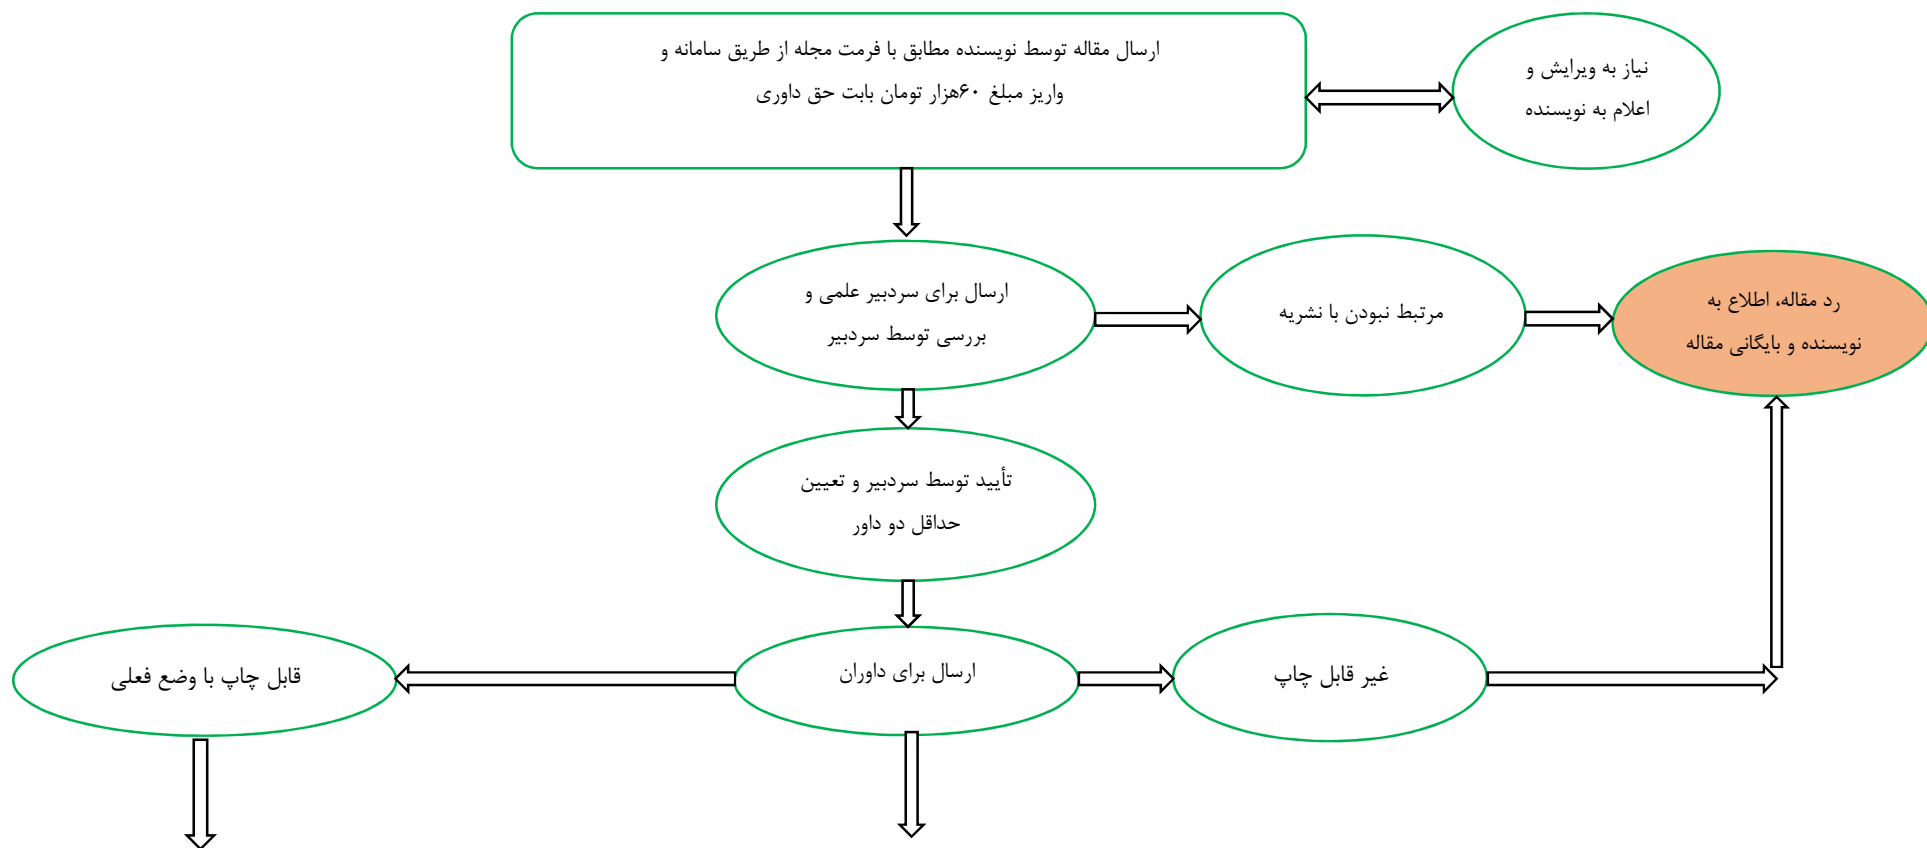 ارسال مقاله توسط نویسنده مطابق با فرمت مجله از طریق سامانه و
واریز مبلغ ۶۰هزار تومان بابت حق داوری
نیاز به ویرایش و
اعلام به نویسنده
ارسال برای سردبیر علمی و
بررسی توسط سردبیر
مرتبط نبودن با نشریه
رد مقاله، اطلاع به
نویسنده و بایگانی مقاله
تأیید توسط سردبیر و تعیین
حداقل دو داور
ارسال برای داوران
غیر قابل چاپ
قابل چاپ با وضع فعلی